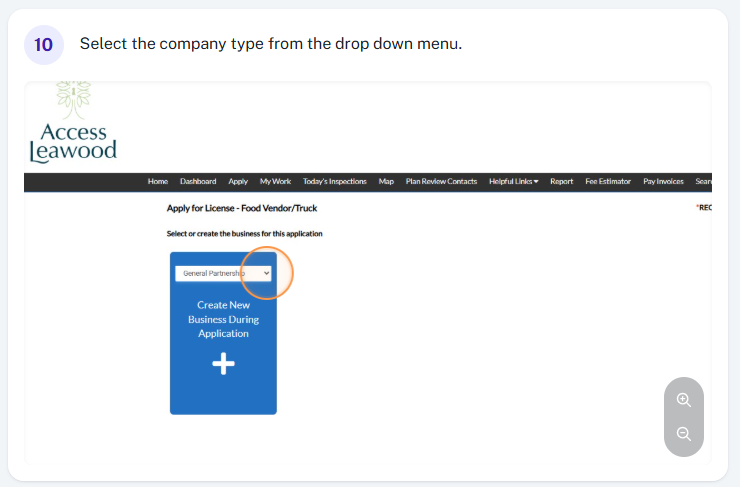 10 Select the company type from the drop down menu.
Access
Leawood
Home Dashboard Apply My Work Today's Inspections Map Plan Review Contacts Helpful Links Report Fee Estimator Pay Invoices Sear
Apply for License - Food Vendor/Truck *REC
Select or create the business for this application
General Partnership
Create New
Business During
Application